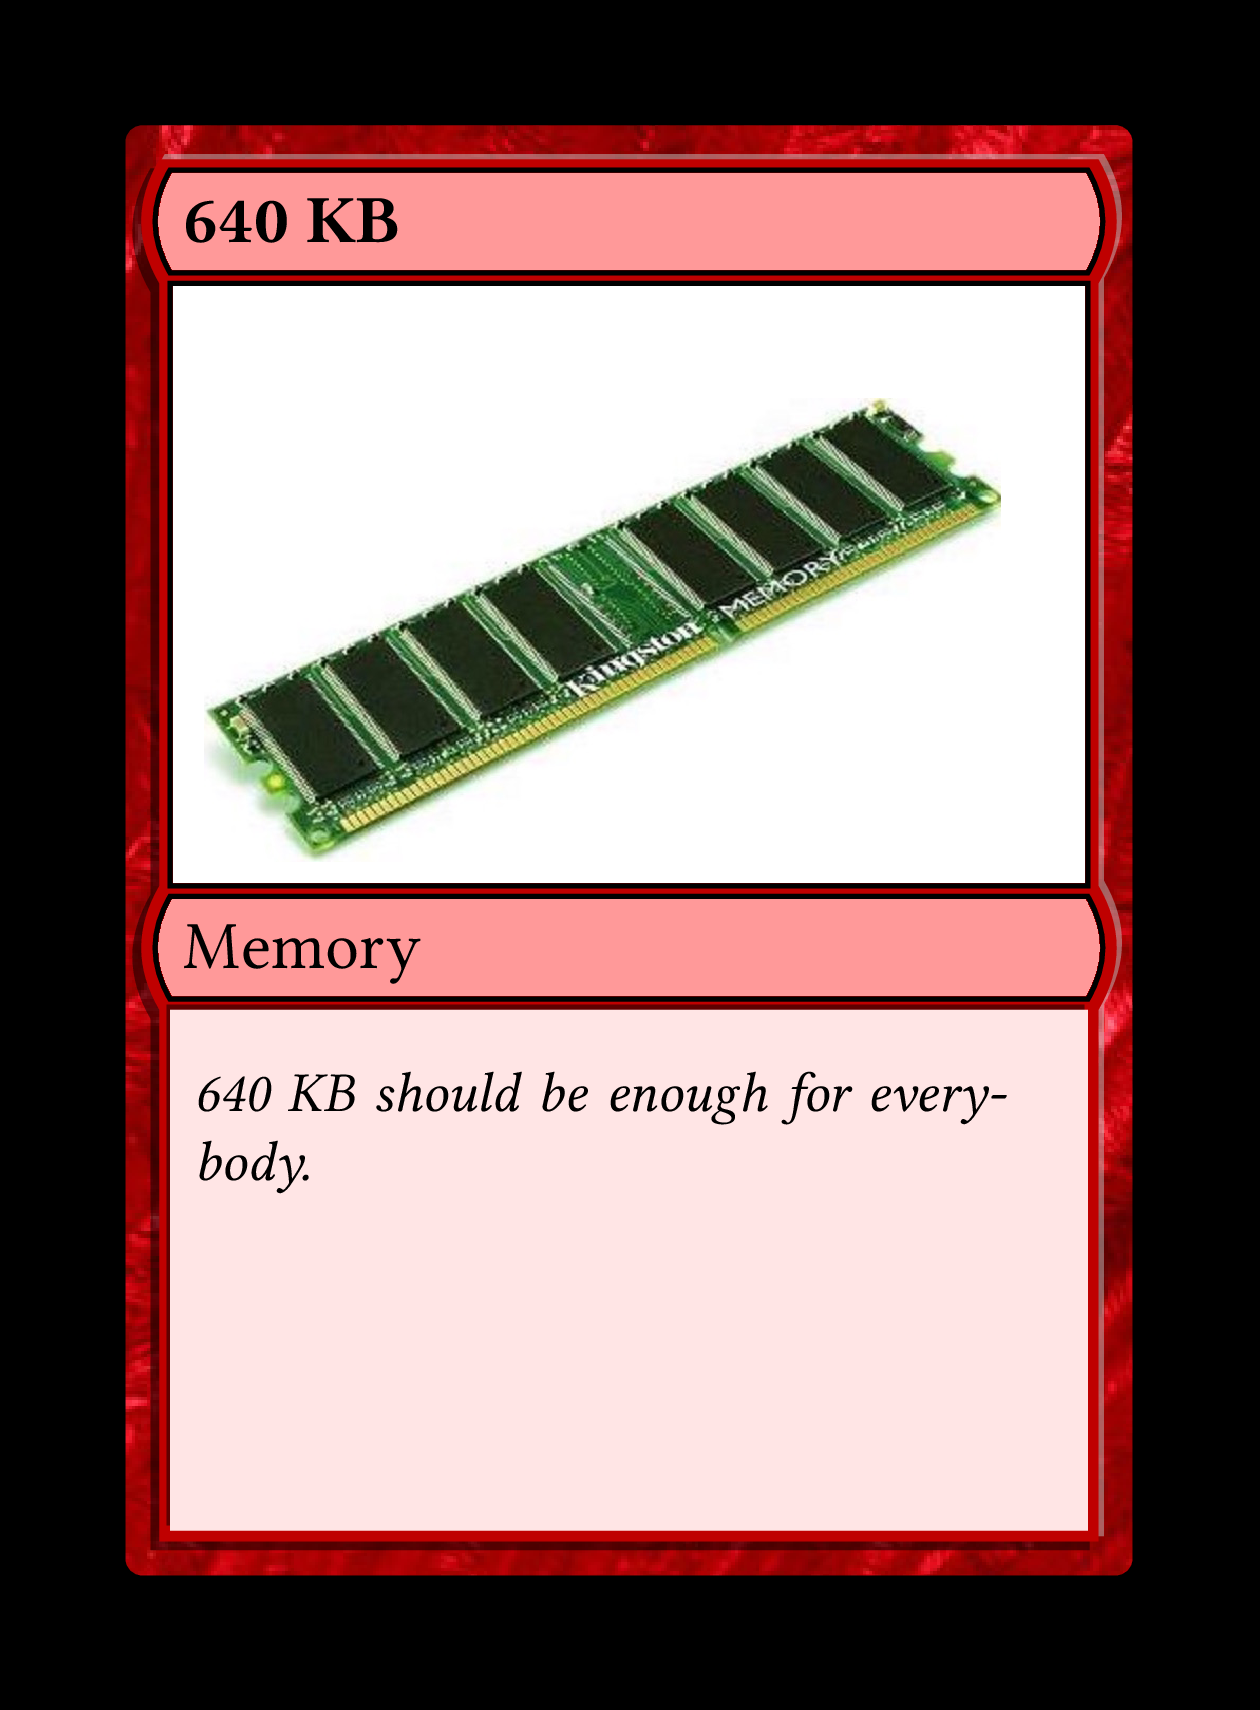 640 KB
Kingston MEMORY
Memory
640 KB should be enough for every-
body.